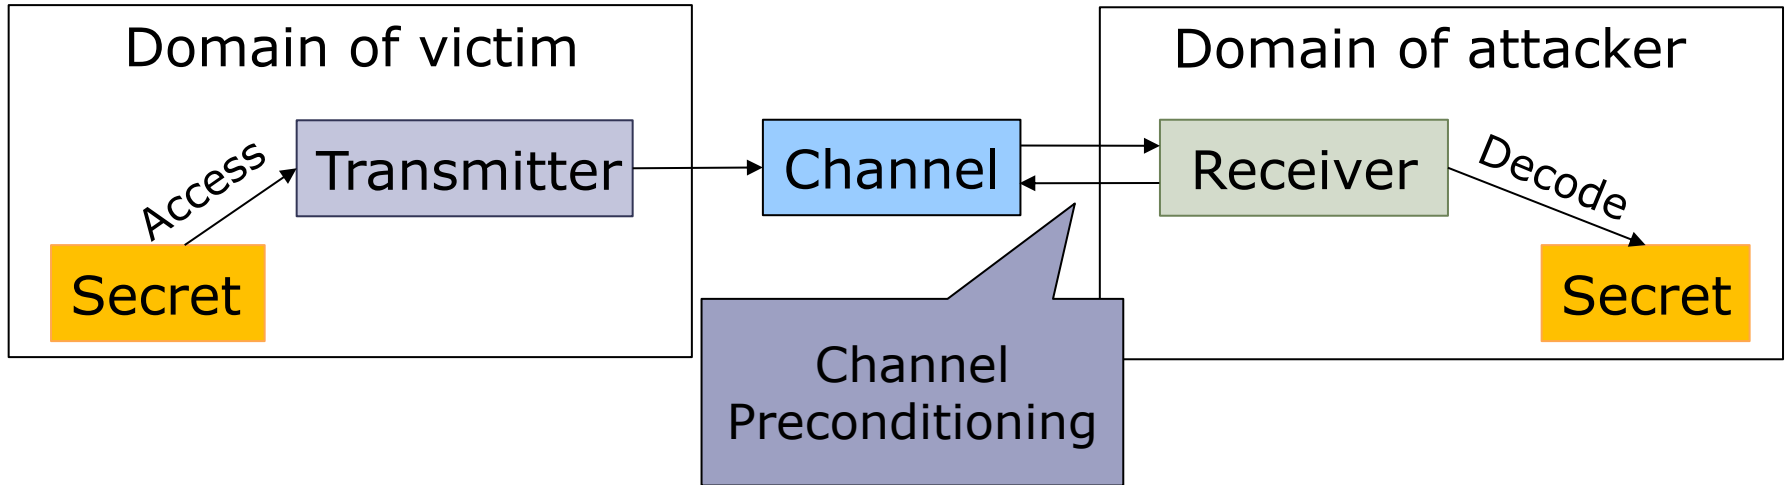 Domain of victim
Domain of attacker
Access
Transmitter
Channel
Receiver
Decode
Secret
Secret
Channel
Preconditioning